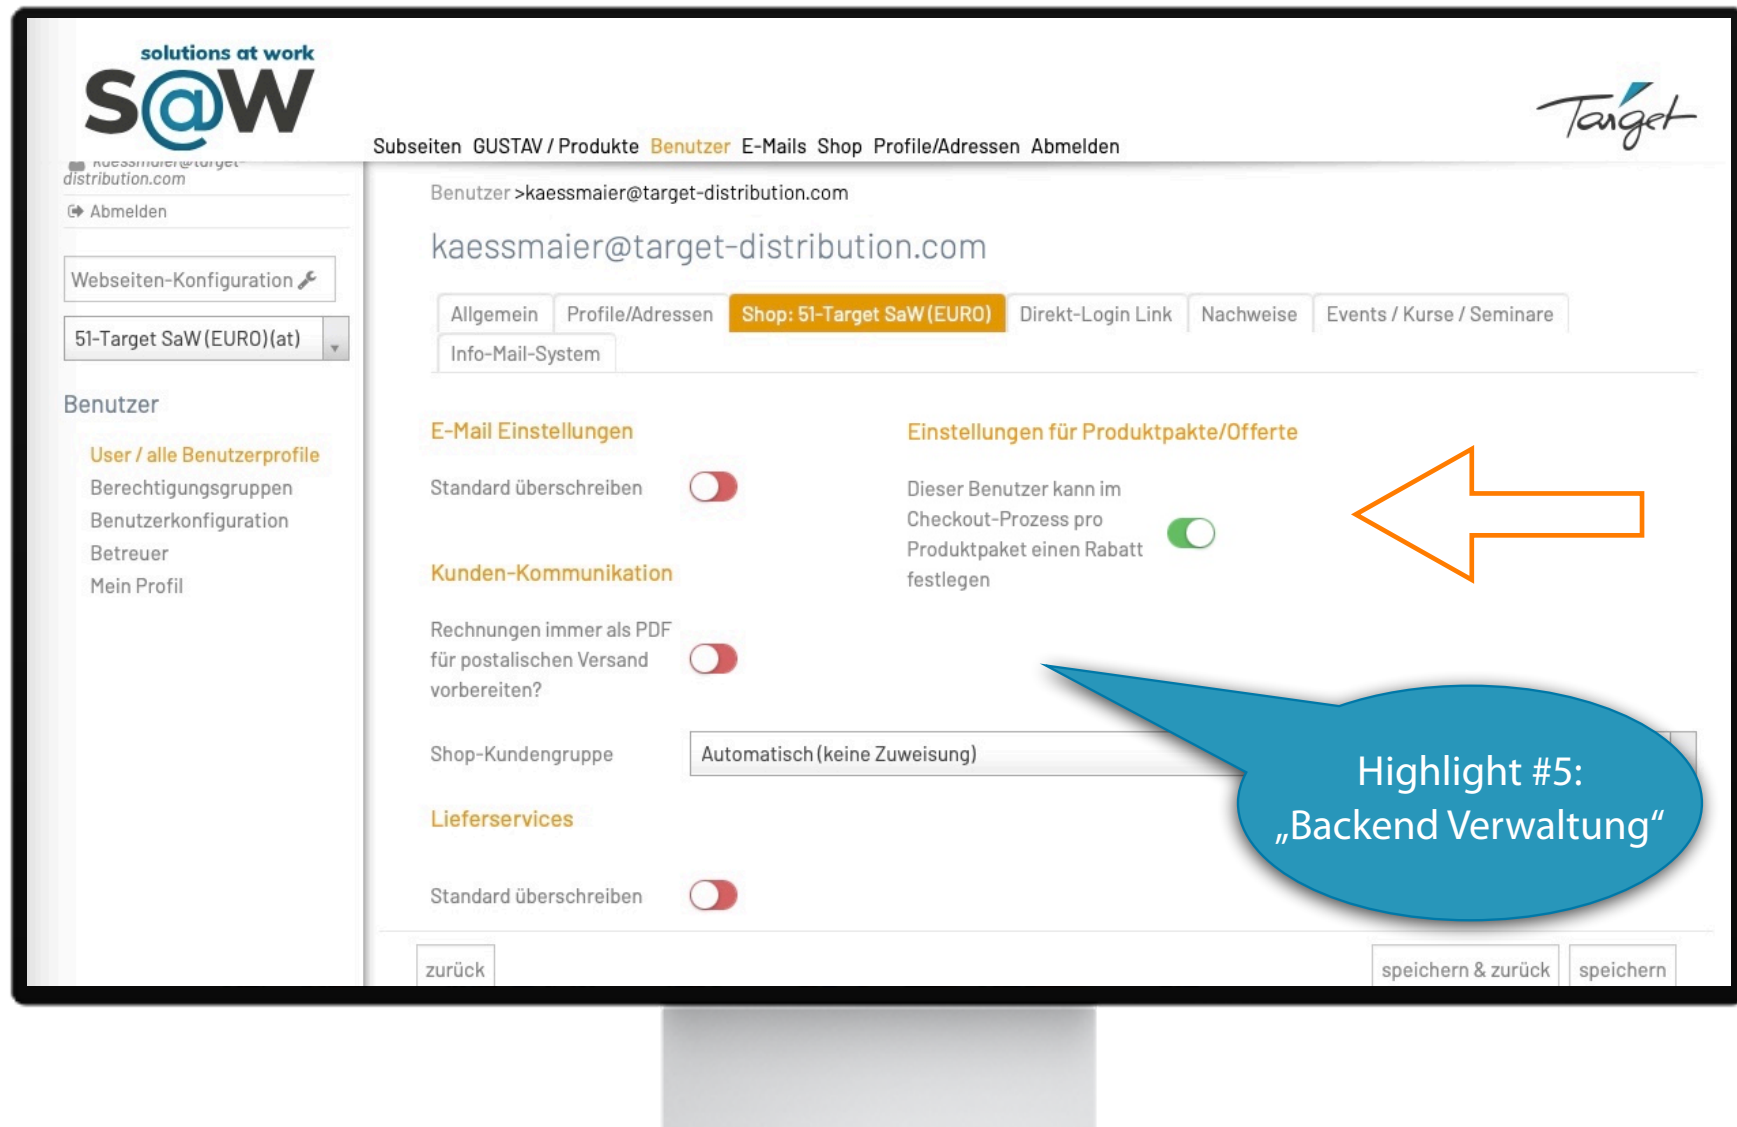 solutions at work
S@W
Target
Subseiten GUSTAV / Produkte Benutzer E-Mails Shop Profile/Adressen Abmelden
kaessmaier@target-
distribution.com
Abmelden
Webseiten-Konfiguration
51-Target SaW (EURO)(at)
Benutzer
User / alle Benutzerprofile
Berechtigungsgruppen
Benutzerkonfiguration
Betreuer
Mein Profil
Benutzer >kaessmaier@target-distribution.com
kaessmaier@target-distribution.com
Allgemein Profile/Adressen Shop: 51-Target SaW (EURO) Direkt-Login Link Nachweise Events / Kurse / Seminare
Info-Mail-System
E-Mail Einstellungen
Standard überschreiben
Kunden-Kommunikation
Rechnungen immer als PDF
für postalischen Versand
vorbereiten?
Einstellungen für Produktpakte/Offerte
Dieser Benutzer kann im
Checkout-Prozess pro
Produktpaket einen Rabatt
festlegen
Shop-Kundengruppe Automatisch (keine Zuweisung)
Lieferservices
Standard überschreiben
Highlight #5:
„Backend Verwaltung“
zurück speichern & zurück speichern